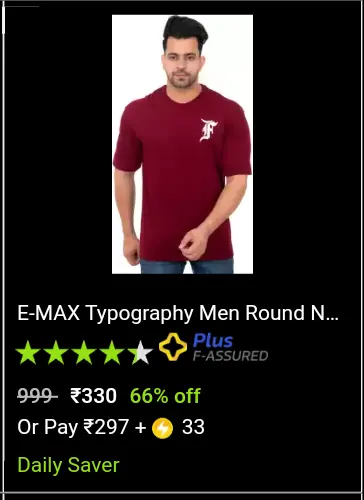 F
E-MAX Typography Men Round N...
Plus
F-ASSURED
999 ₹330 66% off
Or Pay ₹297 + 33
Daily Saver